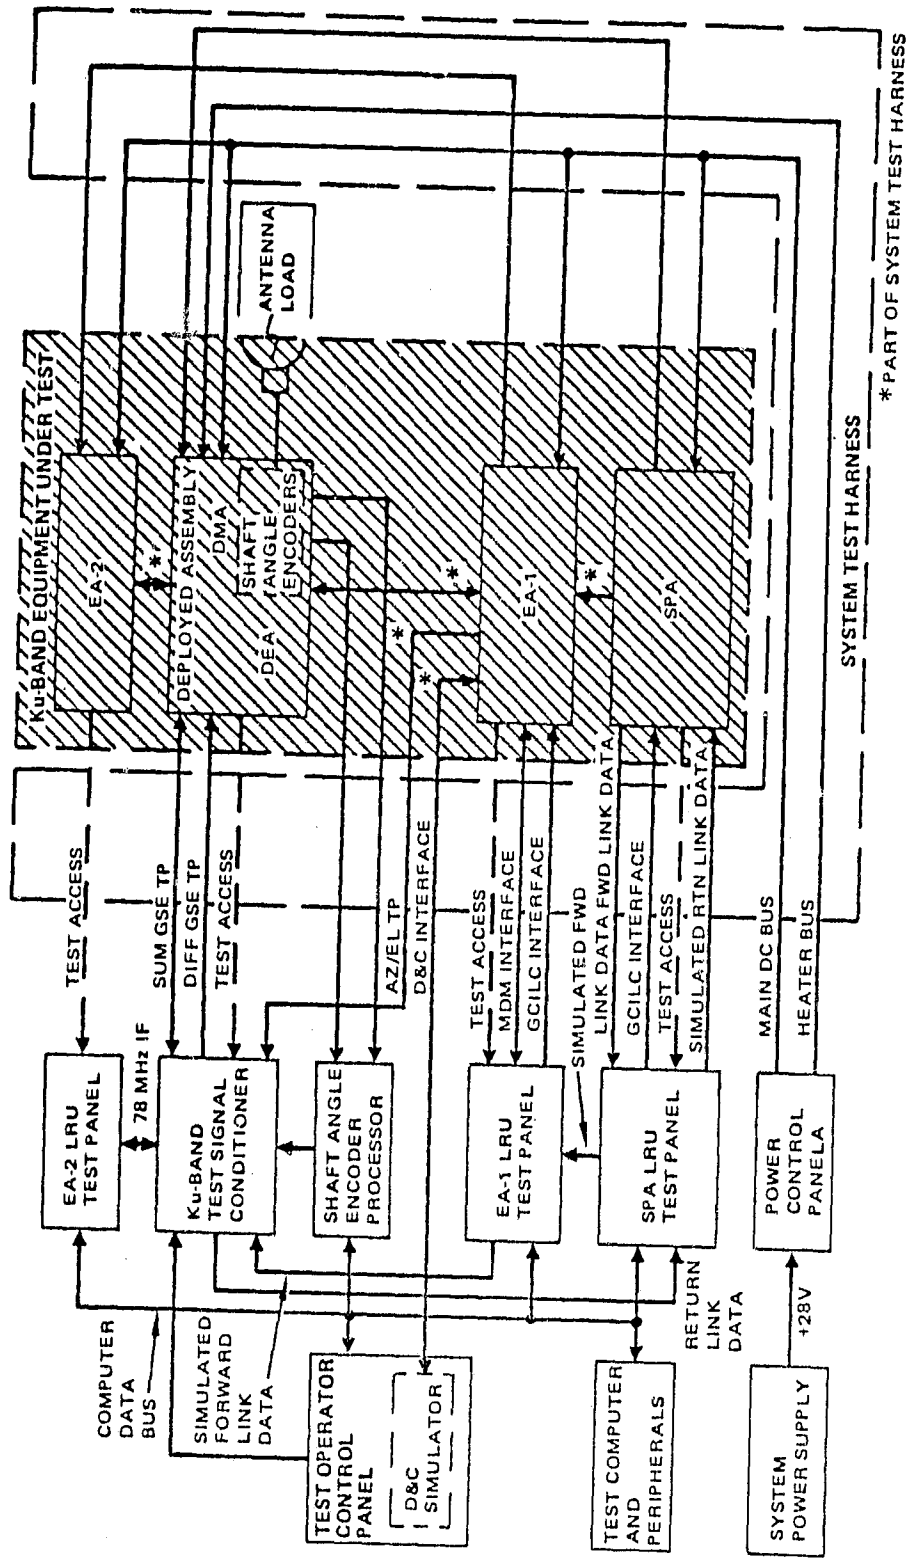 Ku-BAND EQUIPMENT UNDER TEST
EA-2
*
DEPLOYED ASSEMBLY
DMA
SHAFT
ANGLE
ENCODERS
DEA
ANTENNA
LOAD
*
*
*
EA-1
*
SPA
SYSTEM TEST HARNESS
*PART OF SYSTEM TEST HARNESS
TEST ACCESS
SUM GSE TP
DIFF GSE TP
TEST ACCESS
AZ/EL TP
D&C INTERFACE
TEST ACCESS
MDM INTERFACE
GCILC INTERFACE
SIMULATED FWD
LINK DATA FWD LINK DATA
GCILC INTERFACE
TEST ACCESS
SIMULATED RTN LINK DATA
MAIN DC BUS
HEATER BUS
EA-2 LRU
TEST PANEL
78 MHz IF
Ku-BAND
TEST SIGNAL
CONDITIONER
SHAFT ANGLE
ENCODER
PROCESSOR
EA-1 LRU
TEST PANEL
SPA LRU
TEST PANEL
POWER
CONTROL
PANELA
COMPUTER
DATA
BUS
SIMULATED
FORWARD
LINK
DATA
RETURN
LINK
DATA
+28V
TEST OPERATOR
CONTROL
PANEL
D&C
SIMULATOR
TEST COMPUTER
AND
PERIPHERALS
SYSTEM
POWER SUPPLY